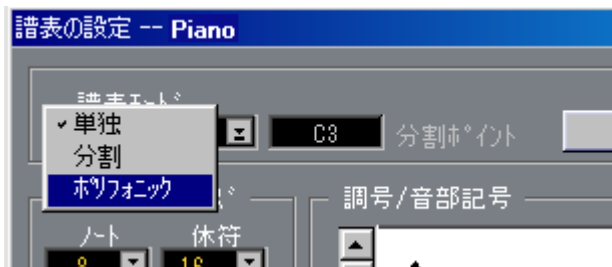 譜表の設定 -- Piano
譜表ﾓｰﾄﾞ
✓単独
分割
ﾎﾟﾘﾌｫﾆｯｸ
C3
分割ﾎﾟｲﾝﾄ
調号/音部記号
ﾉｰﾄ
休符
8
16